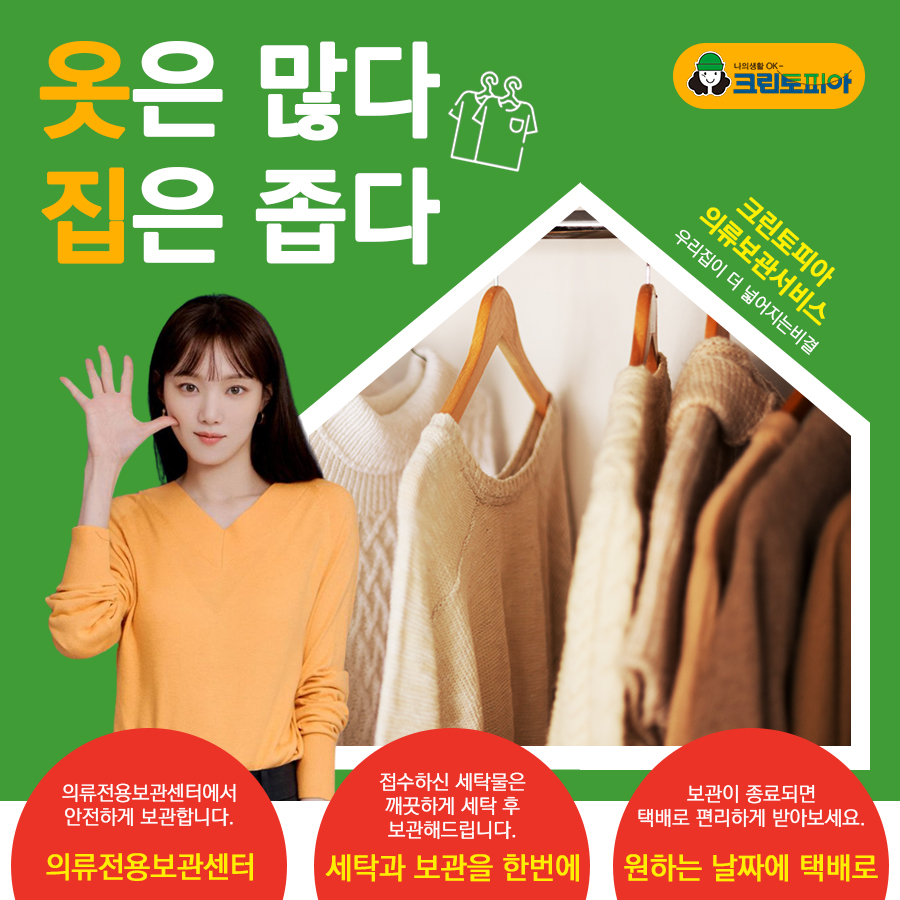 옷은 많다
집은 좁다
나의생활 OK~
크린토피아
크린토피아
의류보관서비스
우리집이 더 넓어지는비결
의류전용보관센터에서
안전하게 보관합니다.
의류전용보관센터
접수하신 세탁물은
깨끗하게 세탁 후
보관해드립니다.
세탁과 보관을 한번에
보관이 종료되면
택배로 편리하게 받아보세요.
원하는 날짜에 택배로